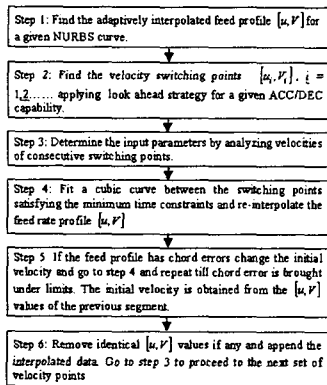 Step 1: Find the adaptively interpolated feed profile [u,V] for
a given NURBS curve.
Step 2: Find the velocity switching points [u_i, V_i], i =
1,2...... applying look ahead strategy for a given ACC/DEC
capability.
Step 3: Determine the input parameters by analyzing velocities
of consecutive switching points.
Step 4: Fit a cubic curve between the switching points
satisfying the minimum time constraints and re-interpolate the
feed rate profile [u,V]
Step 5 If the feed profile has chord errors change the initial
velocity and go to step 4 and repeat till chord error is brought
under limits. The initial velocity is obtained from the [u,V]
values of the previous segment.
Step 6: Remove identical [u,V] values if any and append the
interpolated data. Go to step 3 to proceed to the next set of
velocity points